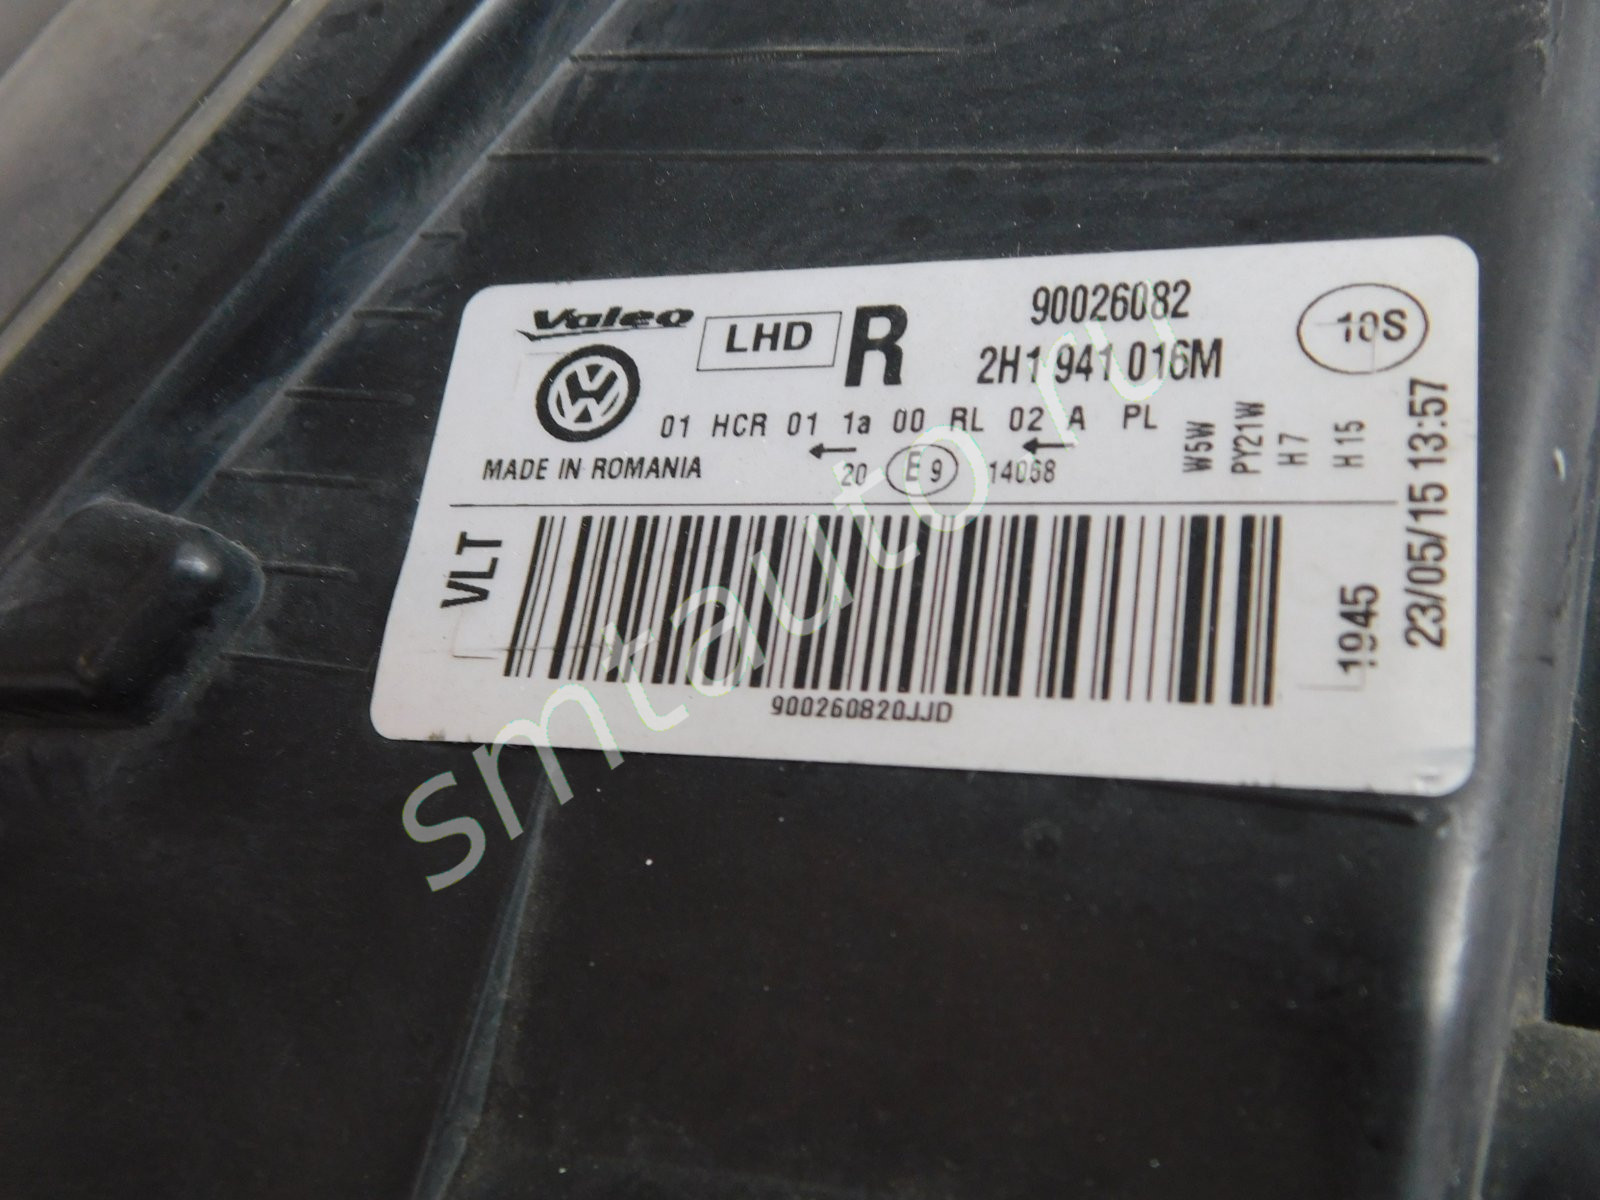 Valeo
LHD
R
90026082
2H1 941 016M
10S
01 HCR 01 1a 00 RL 02 A PL
MADE IN ROMANIA
20 E9 14068
W5W
PY21W
H7
H15
23/05/15 13:57
VLT
1945
900260820JJD
smtauto.ru